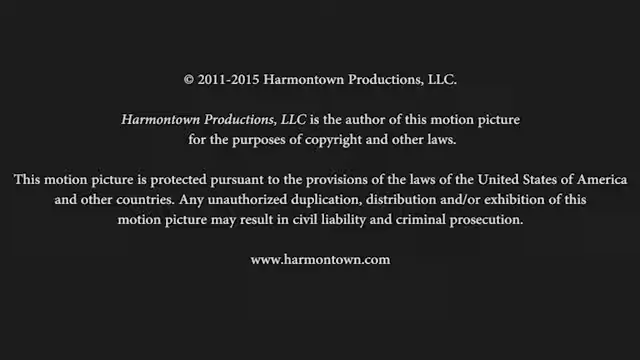 © 2011-2015 Harmontown Productions, LLC.
Harmontown Productions, LLC is the author of this motion picture
for the purposes of copyright and other laws.
This motion picture is protected pursuant to the provisions of the laws of the United States of America
and other countries. Any unauthorized duplication, distribution and/or exhibition of this
motion picture may result in civil liability and criminal prosecution.
www.harmontown.com